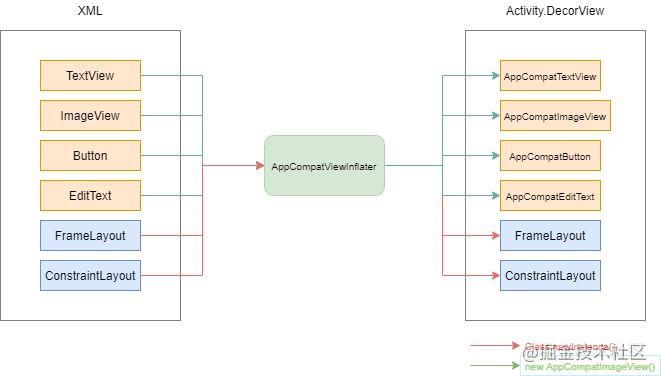 XML
Activity.DecorView
TextView
ImageView
Button
EditText
FrameLayout
ConstraintLayout
AppCompatViewInflater
AppCompatTextView
AppCompatImageView
AppCompatButton
AppCompatEditText
FrameLayout
ConstraintLayout
Class.newInstance()
@掘金技术社区
new AppCompatImageView()